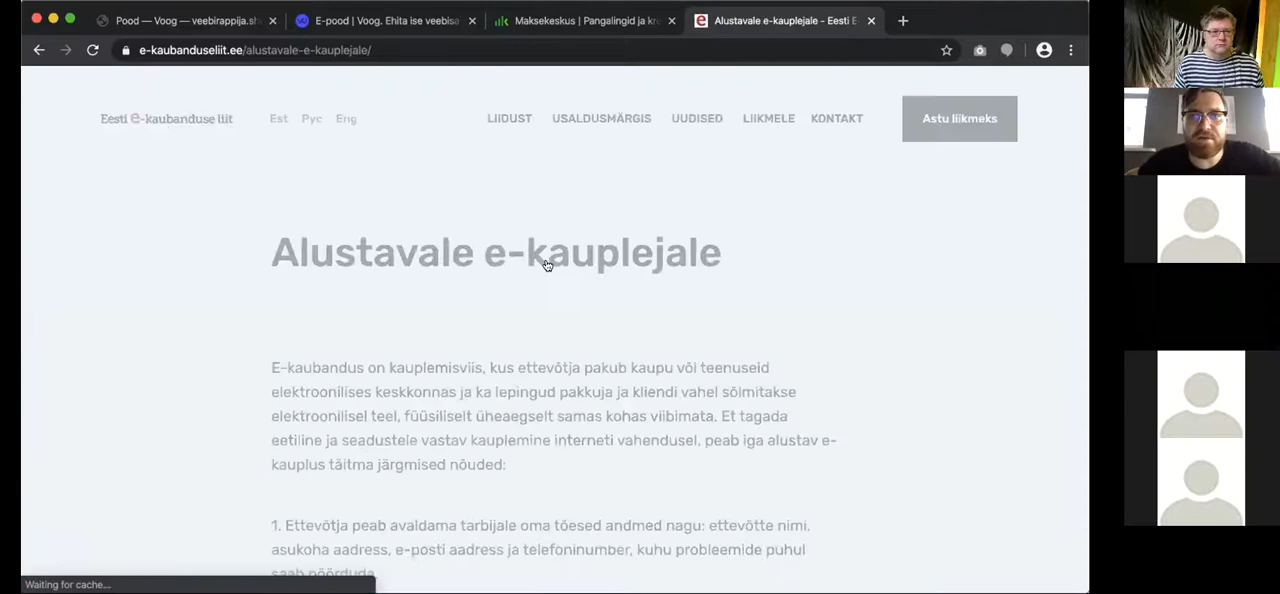 Pood — Voog — veebirappija.sh
E-pood | Voog. Ehita ise veebisa
Maksekeskus | Pangalingid ja kre
Alustavale e-kauplejale - Eesti E-
e-kaubanduseliit.ee/alustavale-e-kauplejale/
Eesti e-kaubanduse liit
Est Рус Eng
LIIDUST USALDUSMÄRGIS UUDISED LIIKMELE KONTAKT
Astu liikmeks
Alustavale e-kauplejale
E-kaubandus on kauplemisviis, kus ettevõtja pakub kaupu või teenuseid
elektroonilises keskkonnas ja ka lepingud pakkuja ja kliendi vahel sõlmitakse
elektroonilisel teel, füüsiliselt üheaegselt samas kohas viibimata. Et tagada
eetiline ja seadustele vastav kauplemine interneti vahendusel, peab iga alustav e-
kauplus täitma järgmised nõuded:
1. Ettevõtja peab avaldama tarbijale oma tõesed andmed nagu: ettevõtte nimi,
asukoha aadress, e-posti aadress ja telefoninumber, kuhu probleemide puhul
saab pöörduda.
Waiting for cache...